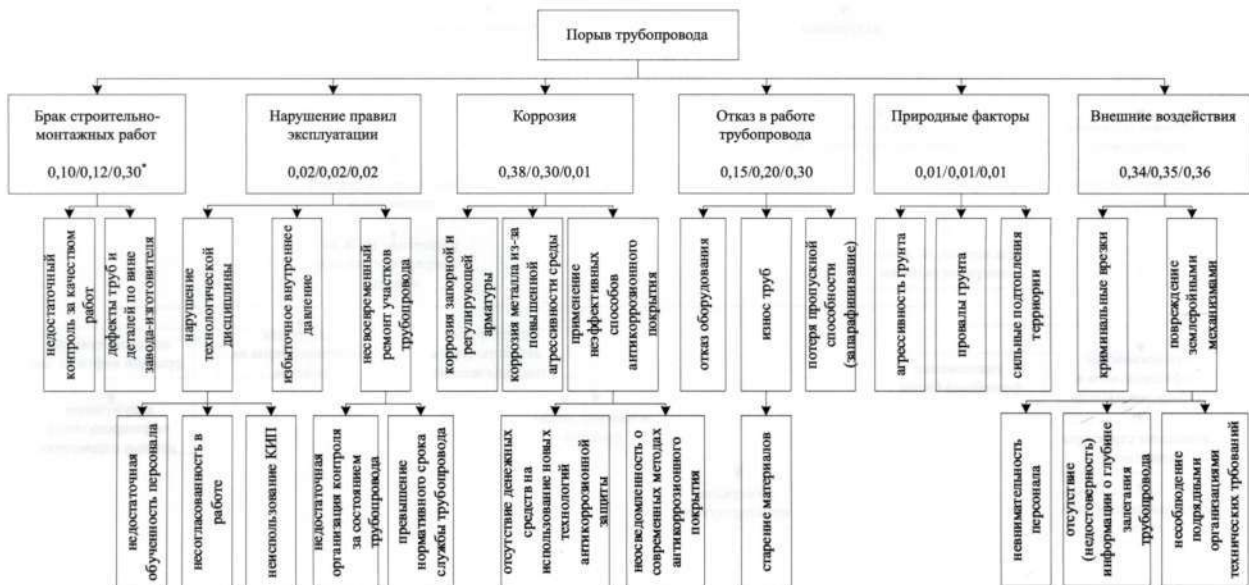 Порыв трубопровода
Брак строительно-
монтажных работ
0,10/0,12/0,30*
Нарушение правил
эксплуатации
0,02/0,02/0,02
Коррозия
0,38/0,30/0,01
Отказ в работе
трубопровода
0,15/0,20/0,30
Природные факторы
0,01/0,01/0,01
Внешние воздействия
0,34/0,35/0,36
недостаточный
контроль за качеством
работ
дефекты труб и
деталей по вине
завода-изготовителя
нарушение
технологической
дисциплины
избыточное внутреннее
давление
несвоевременный
ремонт участков
трубопровода
коррозия запорной и
регулирующей
арматуры
коррозия металла из-за
повышенной
агрессивности среды
применение
неэффективных
способов
антикоррозионного
покрытия
отказ оборудования
износ труб
потеря пропускной
способности
(запарафинивание)
агрессивность грунта
провалы грунта
сильные подтопления
терриории
криминальные врезки
повреждение
землеройными
механизмами
недостаточная
обученность персонала
несогласованность в
работе
неиспользование КИП
недостаточная
организация контроля
за состоянием
трубопровода
превышение
нормативного срока
службы трубопровода
отсутствие денежных
средств на
использование новых
технологий
антикоррозионной
защиты
неосведомленность о
современных методах
антикоррозионного
покрытия
старение материалов
невнимательность
персонала
отсутствие
(недостоверность)
информации о глубине
залегания
трубопровода
несоблюдение
подрядными
организациями
технических требований